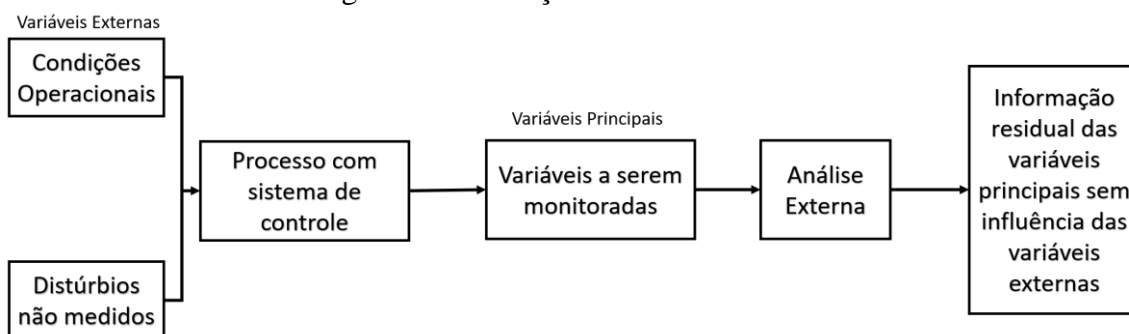 Variáveis Externas
Condições
Operacionais
Distúrbios
não medidos
Processo com
sistema de
controle
Variáveis Principais
Variáveis a serem
monitoradas
Análise
Externa
Informação
residual das
variáveis
principais sem
influência das
variáveis
externas